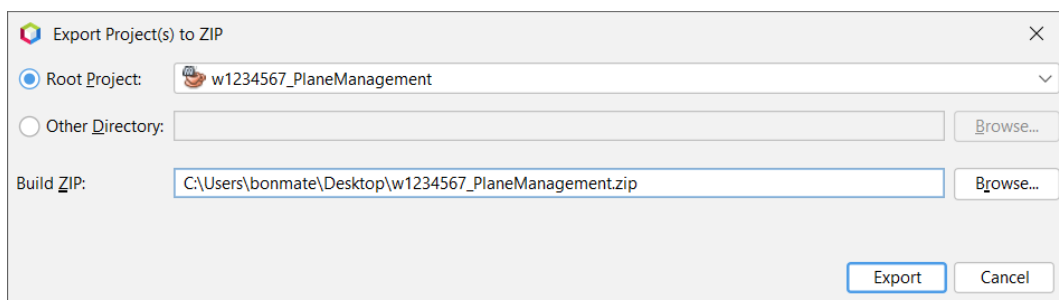 Export Project(s) to ZIP
Root Project: w1234567_PlaneManagement
Other Directory: Browse...
Build ZIP: C:\Users\bonmate\Desktop\w1234567_PlaneManagement.zip Browse...
Export Cancel